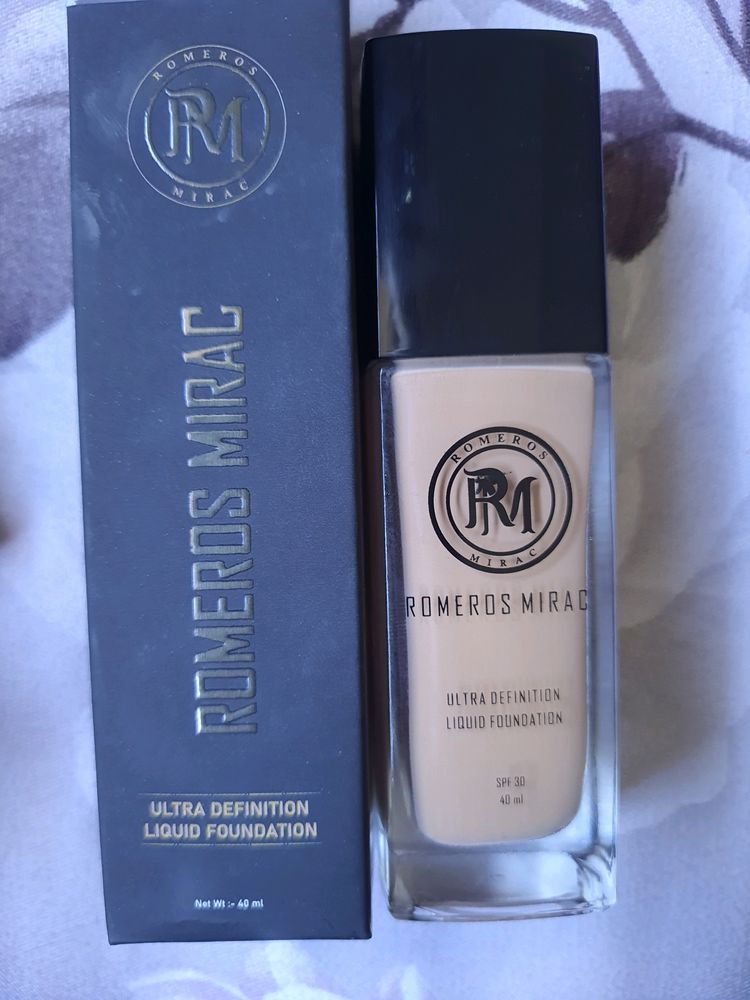 ROMEROS
RM
MIRAC
ROMEROS MIRAC
ULTRA DEFINITION
LIQUID FOUNDATION
Net Wt :- 40 ml
ROMEROS
RM
MIRAC
ROMEROS MIRAC
ULTRA DEFINITION
LIQUID FOUNDATION
SPF 30
40 ml